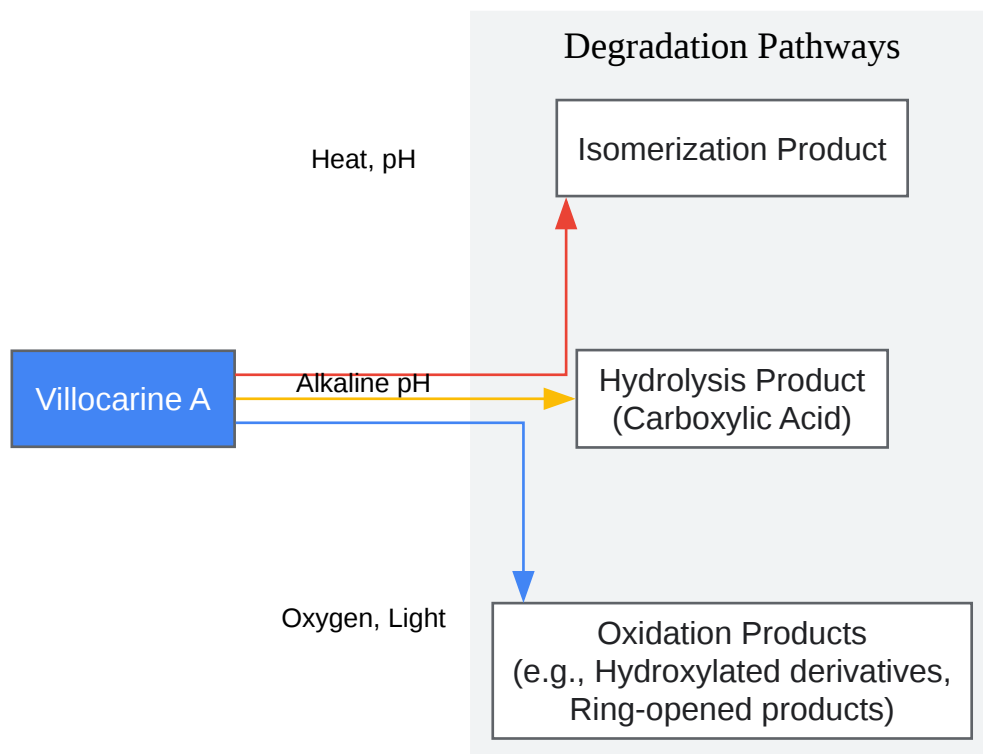 Degradation Pathways
Heat, pH
Isomerization Product
Villocarine A
Alkaline pH
Hydrolysis Product
(Carboxylic Acid)
Oxygen, Light
Oxidation Products
(e.g., Hydroxylated derivatives,
Ring-opened products)